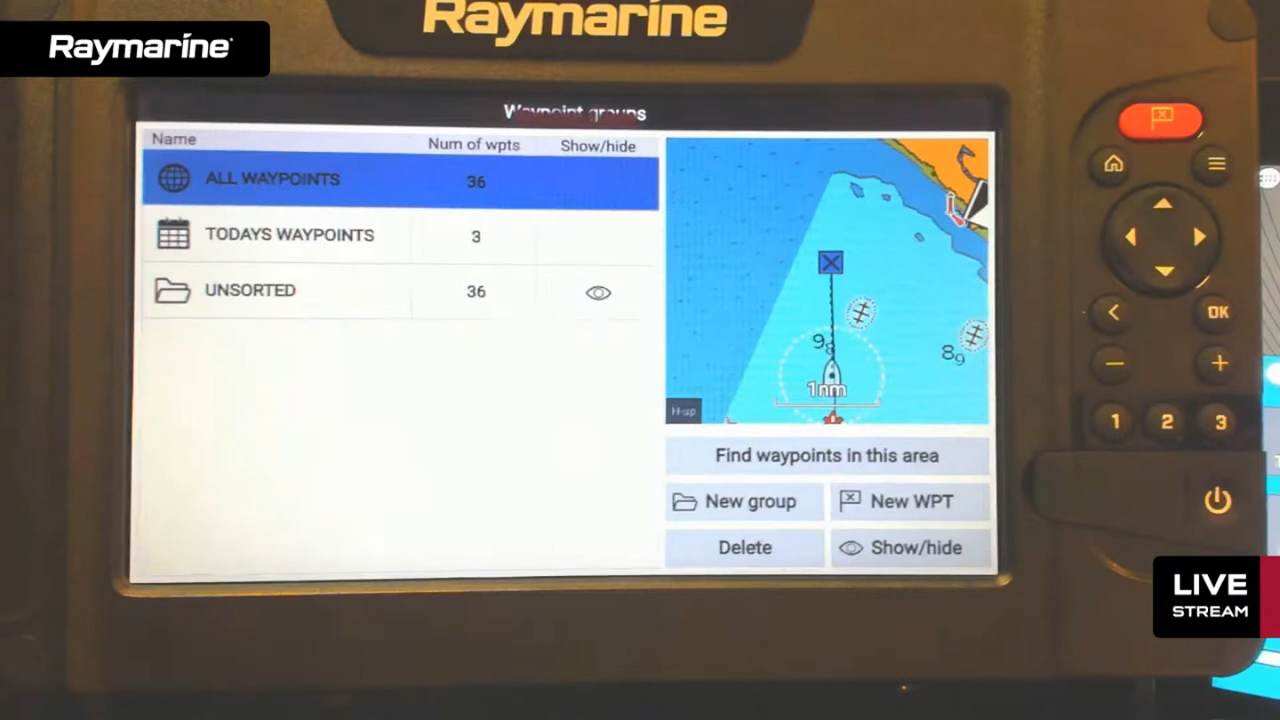 Raymarine
Raymarine
Waypoint groups
Name Num of wpts Show/hide
ALL WAYPOINTS 36
TODAYS WAYPOINTS 3
UNSORTED 36
98
89
1nm
H-up
Find waypoints in this area
New group New WPT
Delete Show/hide
OK
1 2 3
LIVE
STREAM